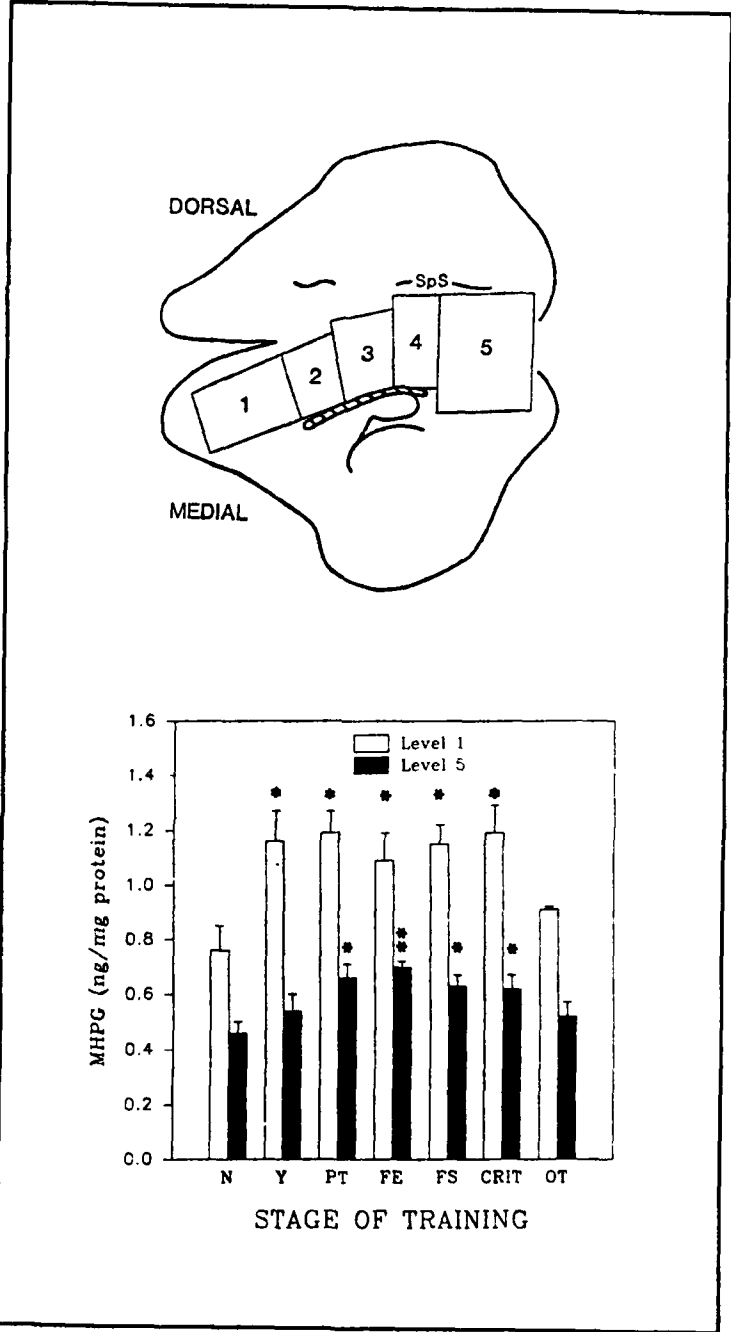 DORSAL
SpS
1 2 3 4 5
MEDIAL
1.6
1.4
1.2
1.0
0.8
0.6
0.4
0.2
0.0
MHPG (ng/mg protein)
Level 1
Level 5
* * * * *
* ** * *
N Y PT FE FS CRIT OT
STAGE OF TRAINING